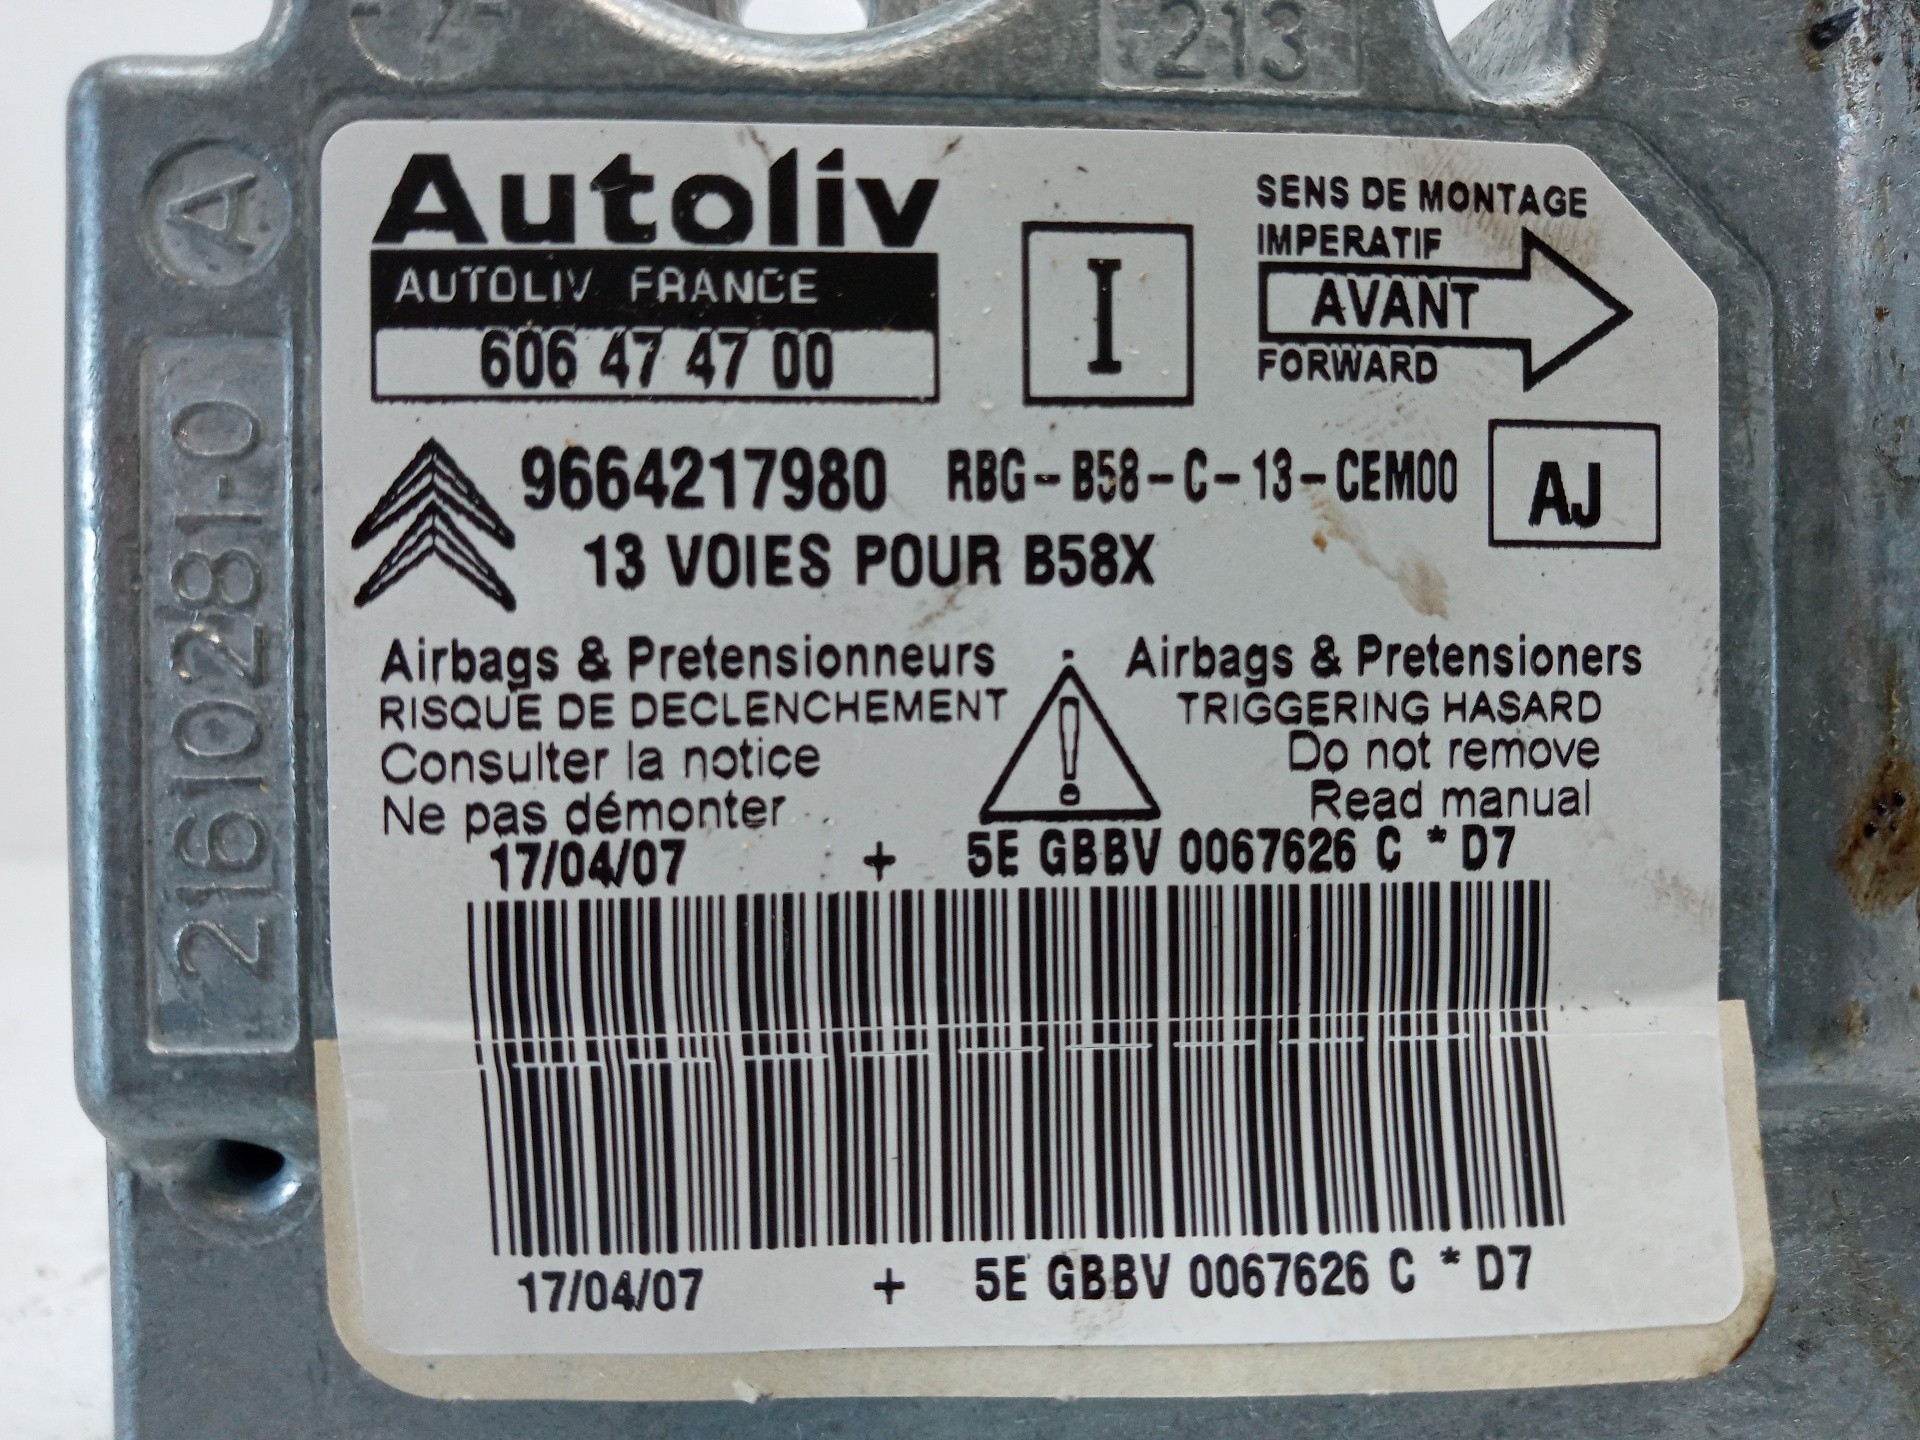 213
A
2161 0281-0
Autoliv
AUTOLIV FRANCE
606 47 47 00
I
SENS DE MONTAGE
IMPERATIF
AVANT
FORWARD
9664217980 RBG-B58-C-13-CEM00
AJ
13 VOIES POUR B58X
Airbags & Pretensionneurs
RISQUE DE DECLENCHEMENT
Consulter la notice
Ne pas démonter
Airbags & Pretensioners
TRIGGERING HASARD
Do not remove
Read manual
17/04/07 + 5E GBBV 0067626 C * D7
17/04/07 + 5E GBBV 0067626 C * D7